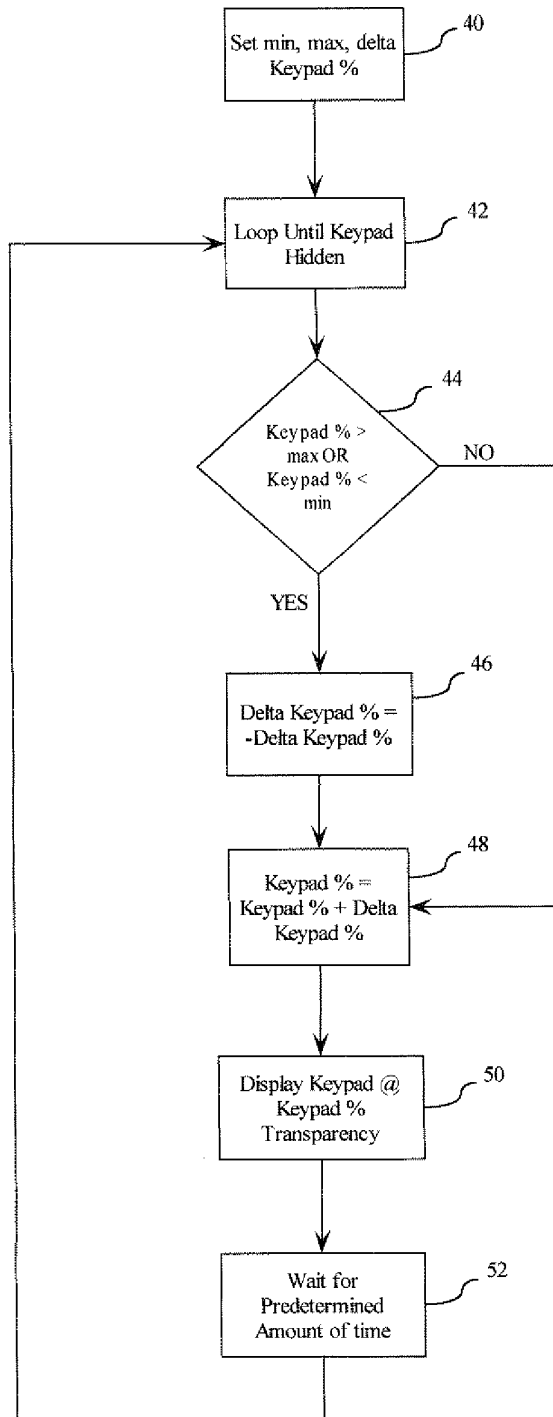 Set min, max, delta
Keypad %
40
Loop Until Keypad
Hidden
42
44
Keypad % >
max OR
Keypad % <
min
NO
YES
46
Delta Keypad % =
-Delta Keypad %
48
Keypad % =
Keypad % + Delta
Keypad %
50
Display Keypad @
Keypad %
Transparency
52
Wait for
Predetermined
Amount of time